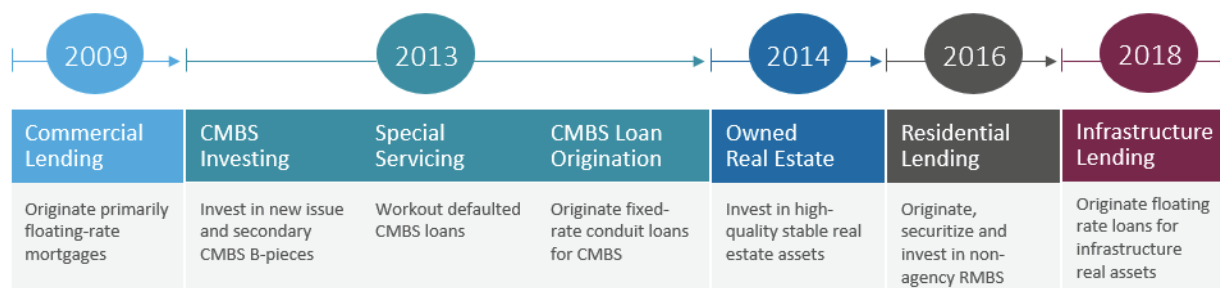 2009
2013
2014
2016
2018
Commercial
Lending
CMBS
Investing
Special
Servicing
CMBS Loan
Origination
Owned
Real Estate
Residential
Lending
Infrastructure
Lending
Originate primarily
floating-rate
mortgages
Invest in new issue
and secondary
CMBS B-pieces
Workout defaulted
CMBS loans
Originate fixed-
rate conduit loans
for CMBS
Invest in high-
quality stable real
estate assets
Originate,
securitize and
invest in non-
agency RMBS
Originate floating
rate loans for
infrastructure
real assets